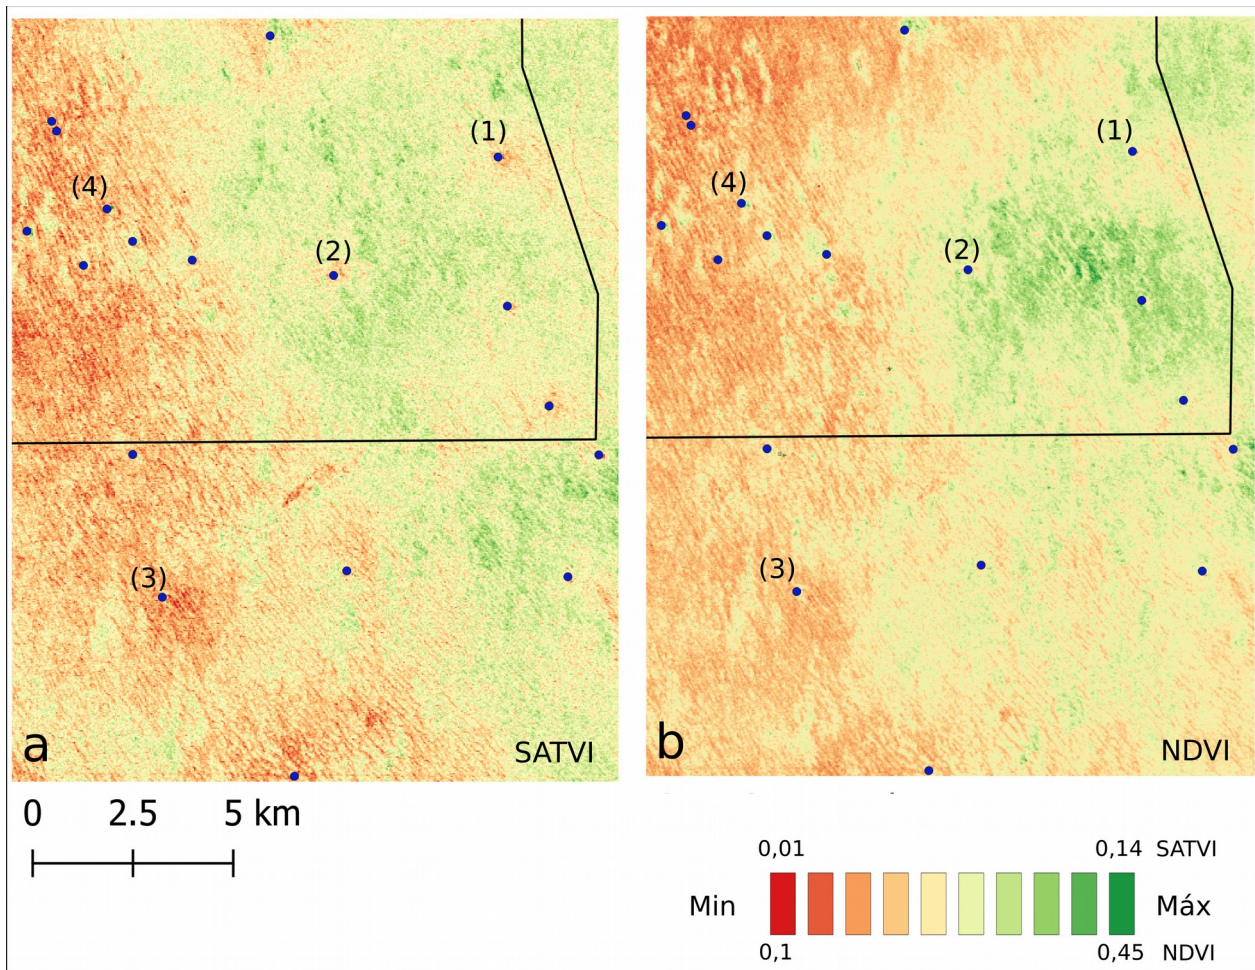 (1)
(4)
(2)
(3)
a
SATVI
(1)
(4)
(2)
(3)
b
NDVI
0 2.5 5 km
0,01 0,14 SATVI
Min Máx
0,1 0,45 NDVI